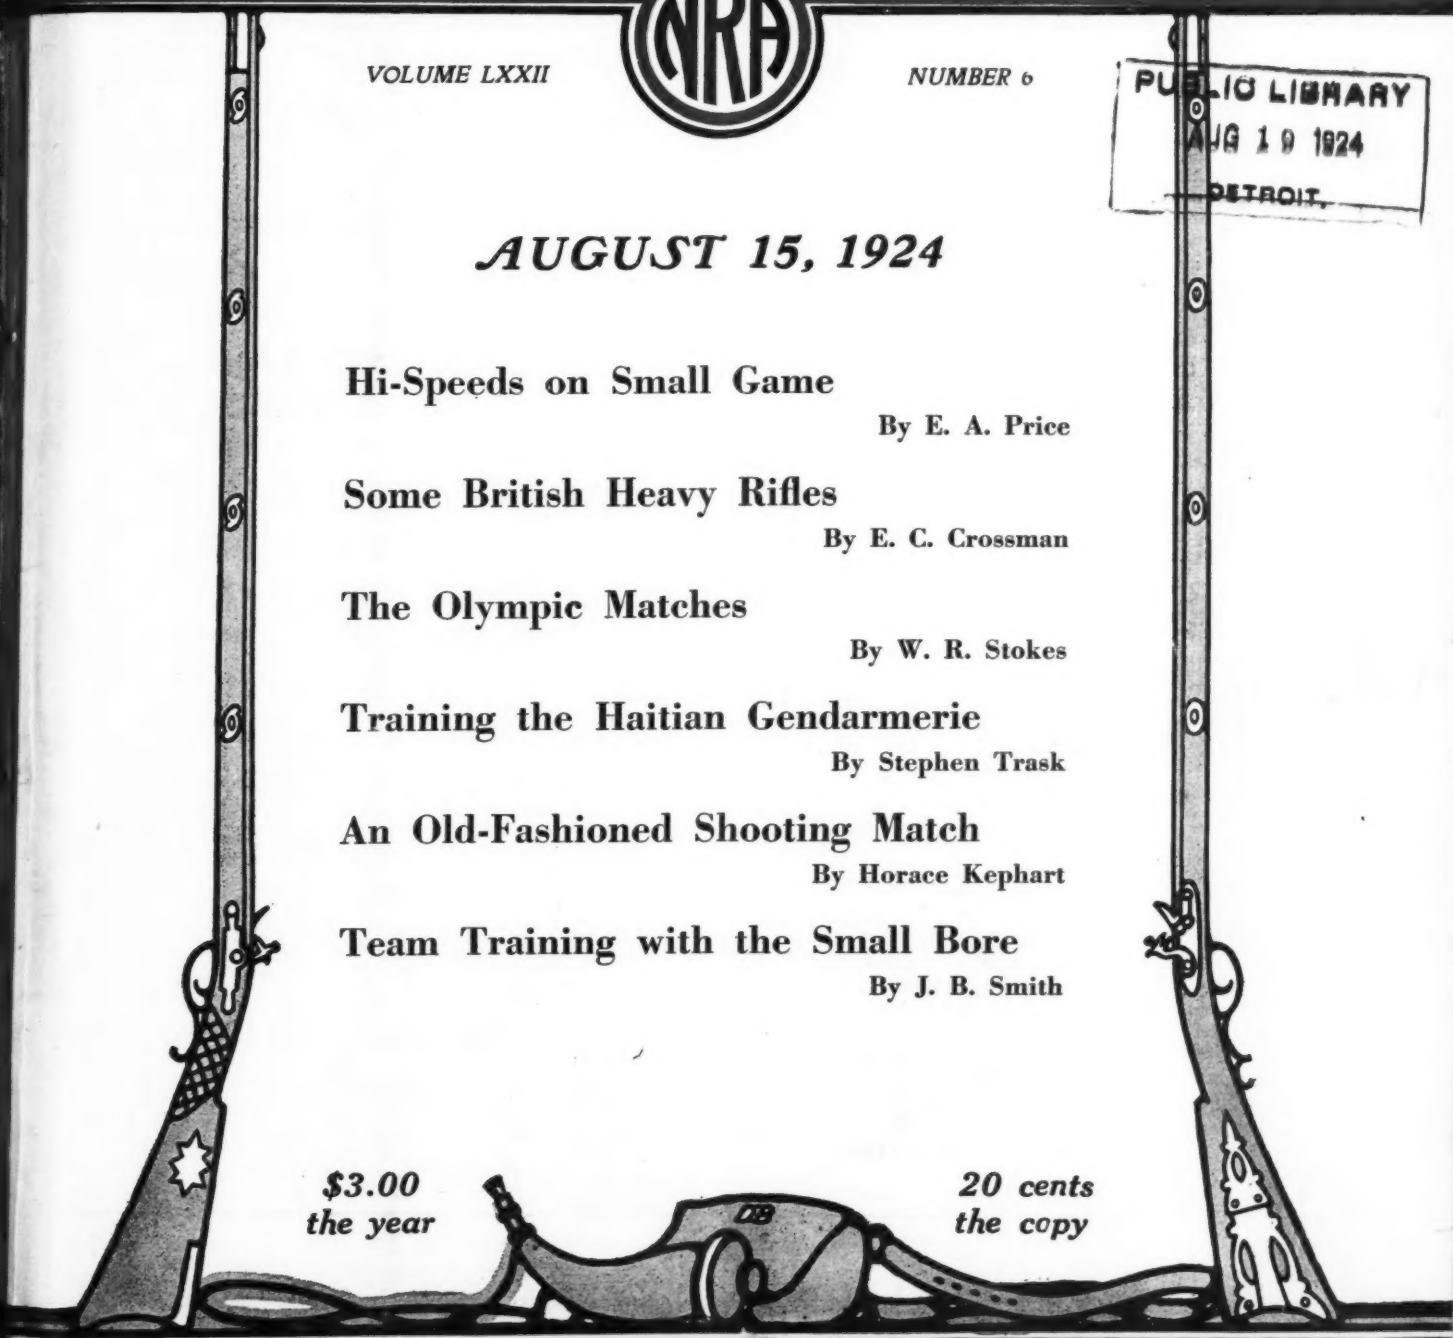 NRA
VOLUME LXXII
NUMBER 6
PUBLIC LIBRARY
AUG 19 1924
DETROIT.
AUGUST 15, 1924
Hi-Speeds on Small Game
By E. A. Price
Some British Heavy Rifles
By E. C. Crossman
The Olympic Matches
By W. R. Stokes
Training the Haitian Gendarmerie
By Stephen Trask
An Old-Fashioned Shooting Match
By Horace Kephart
Team Training with the Small Bore
By J. B. Smith
$3.00
the year
20 cents
the copy